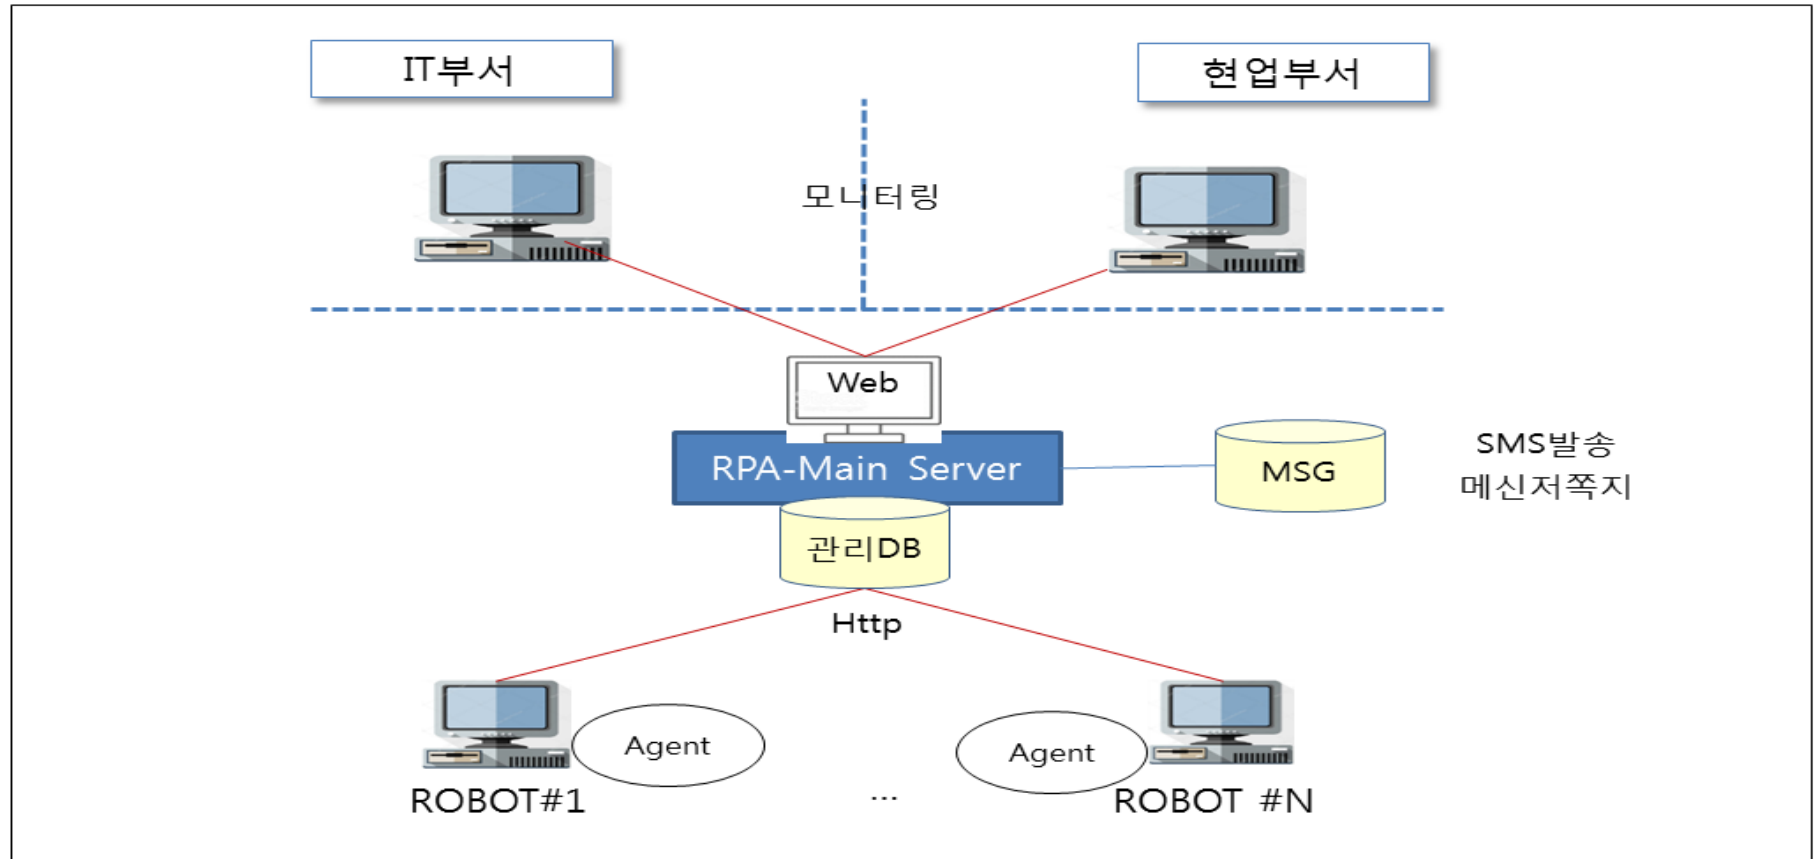 IT부서
현업부서
모니터링
Web
RPA-Main Server
MSG
SMS발송
메신저쪽지
관리DB
Http
Agent
Agent
ROBOT#1
...
ROBOT #N